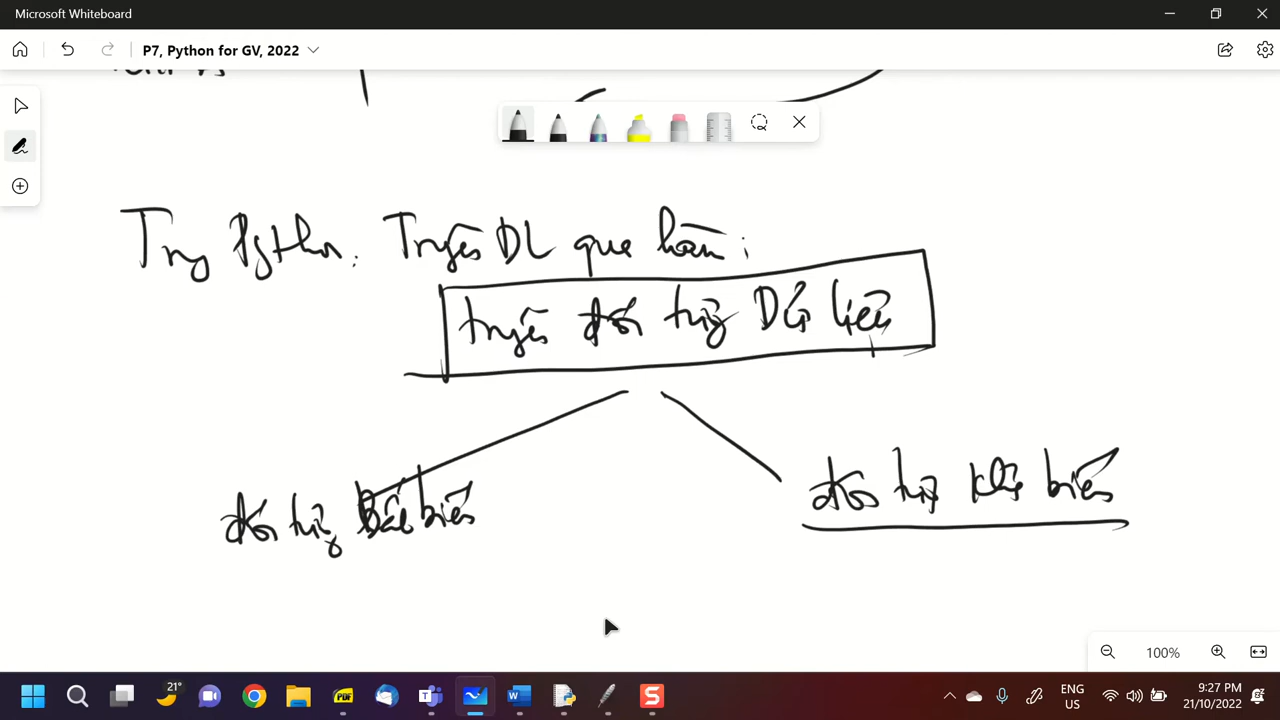 Microsoft Whiteboard
P7, Python for GV, 2022
Trong Python: Truyền DL qua hàm:
truyền đối tượng Dữ liệu
đối tượng Bất biến
đối tượng khả biến
100%
21°
ENG
US
9:27 PM
21/10/2022